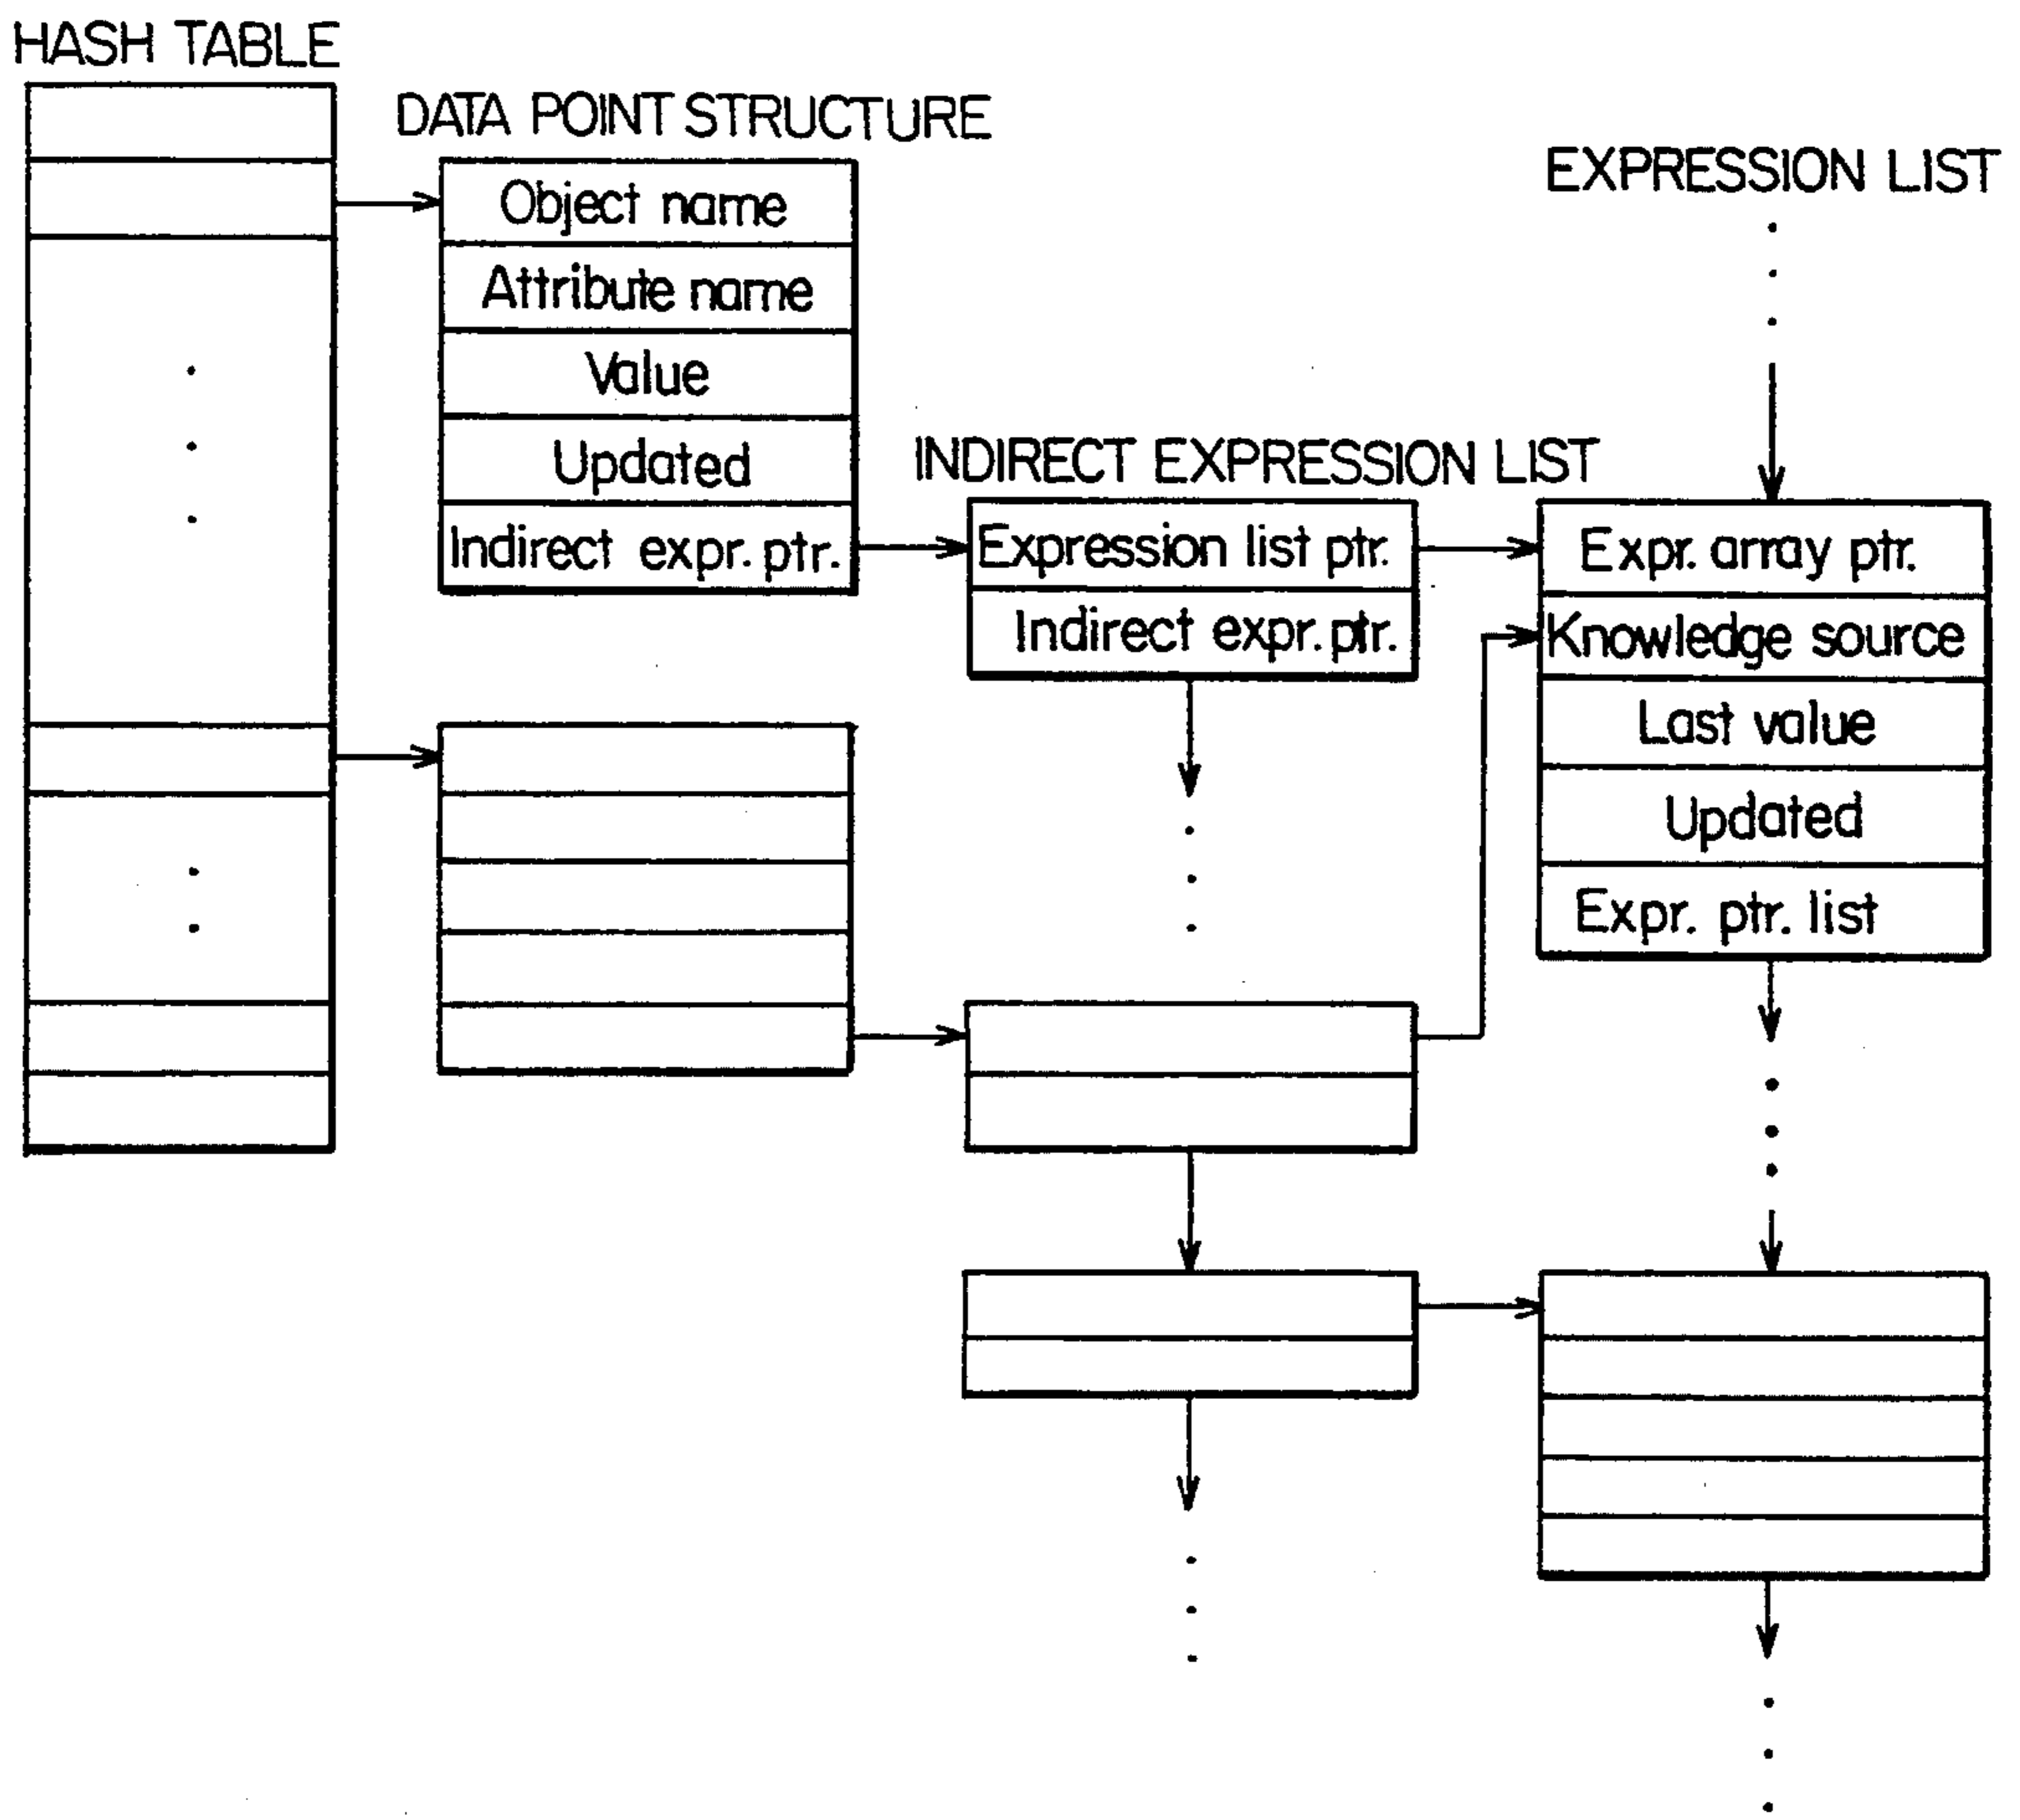 HASH TABLE
DATA POINT STRUCTURE
Object name
Attribute name
Value
Updated
Indirect expr. ptr.
INDIRECT EXPRESSION LIST
Expression list ptr.
Indirect expr. ptr.
EXPRESSION LIST
Expr. array ptr.
Knowledge source
Last value
Updated
Expr. ptr. list